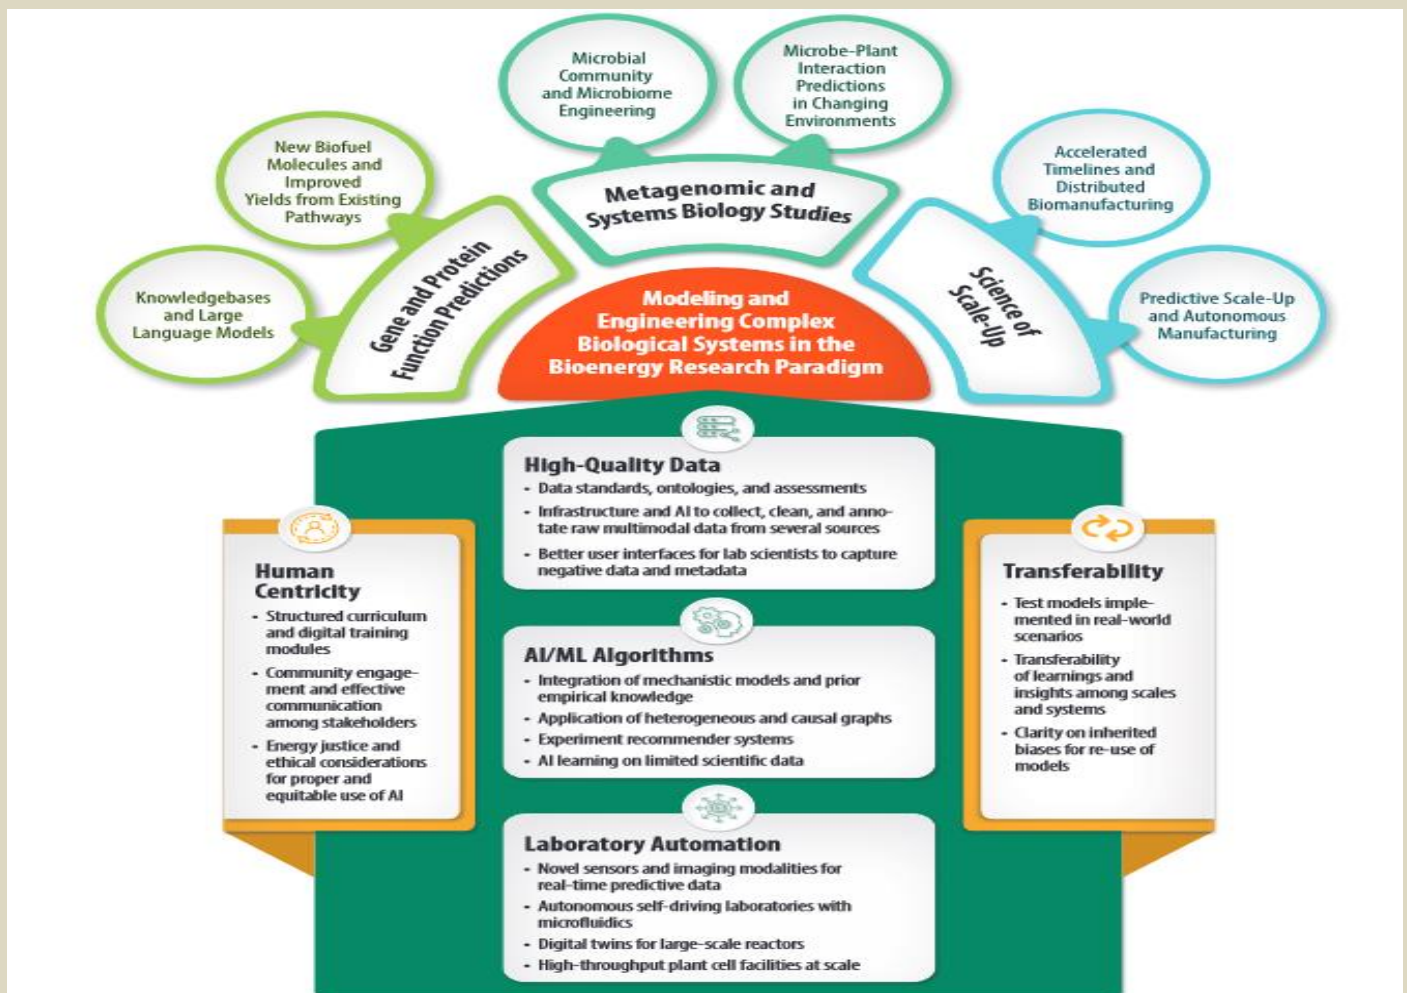 Microbial
Community
and Microbiome
Engineering
Microbe-Plant
Interaction
Predictions
in Changing
Environments
New Biofuel
Molecules and
Improved
Yields from Existing
Pathways
Accelerated
Timelines and
Distributed
Biomanufacturing
Knowledgebases
and Large
Language Models
Predictive Scale-Up
and Autonomous
Manufacturing
Gene and Protein
Function Predictions
Metagenomic and
Systems Biology Studies
Science of
Scale-Up
Modeling and
Engineering Complex
Biological Systems in the
Bioenergy Research Paradigm
High-Quality Data
- Data standards, ontologies, and assessments
- Infrastructure and AI to collect, clean, and anno-
tate raw multimodal data from several sources
- Better user interfaces for lab scientists to capture
negative data and metadata
Human
Centricity
- Structured curriculum
and digital training
modules
- Community engage-
ment and effective
communication
among stakeholders
- Energy justice and
ethical considerations
for proper and
equitable use of AI
AI/ML Algorithms
- Integration of mechanistic models and prior
empirical knowledge
- Application of heterogeneous and causal graphs
- Experiment recommender systems
- AI learning on limited scientific data
Transferability
- Test models imple-
mented in real-world
scenarios
- Transferability
of learnings and
insights among scales
and systems
- Clarity on inherited
biases for re-use of
models
Laboratory Automation
- Novel sensors and imaging modalities for
real-time predictive data
- Autonomous self-driving laboratories with
microfluidics
- Digital twins for large-scale reactors
- High-throughput plant cell facilities at scale